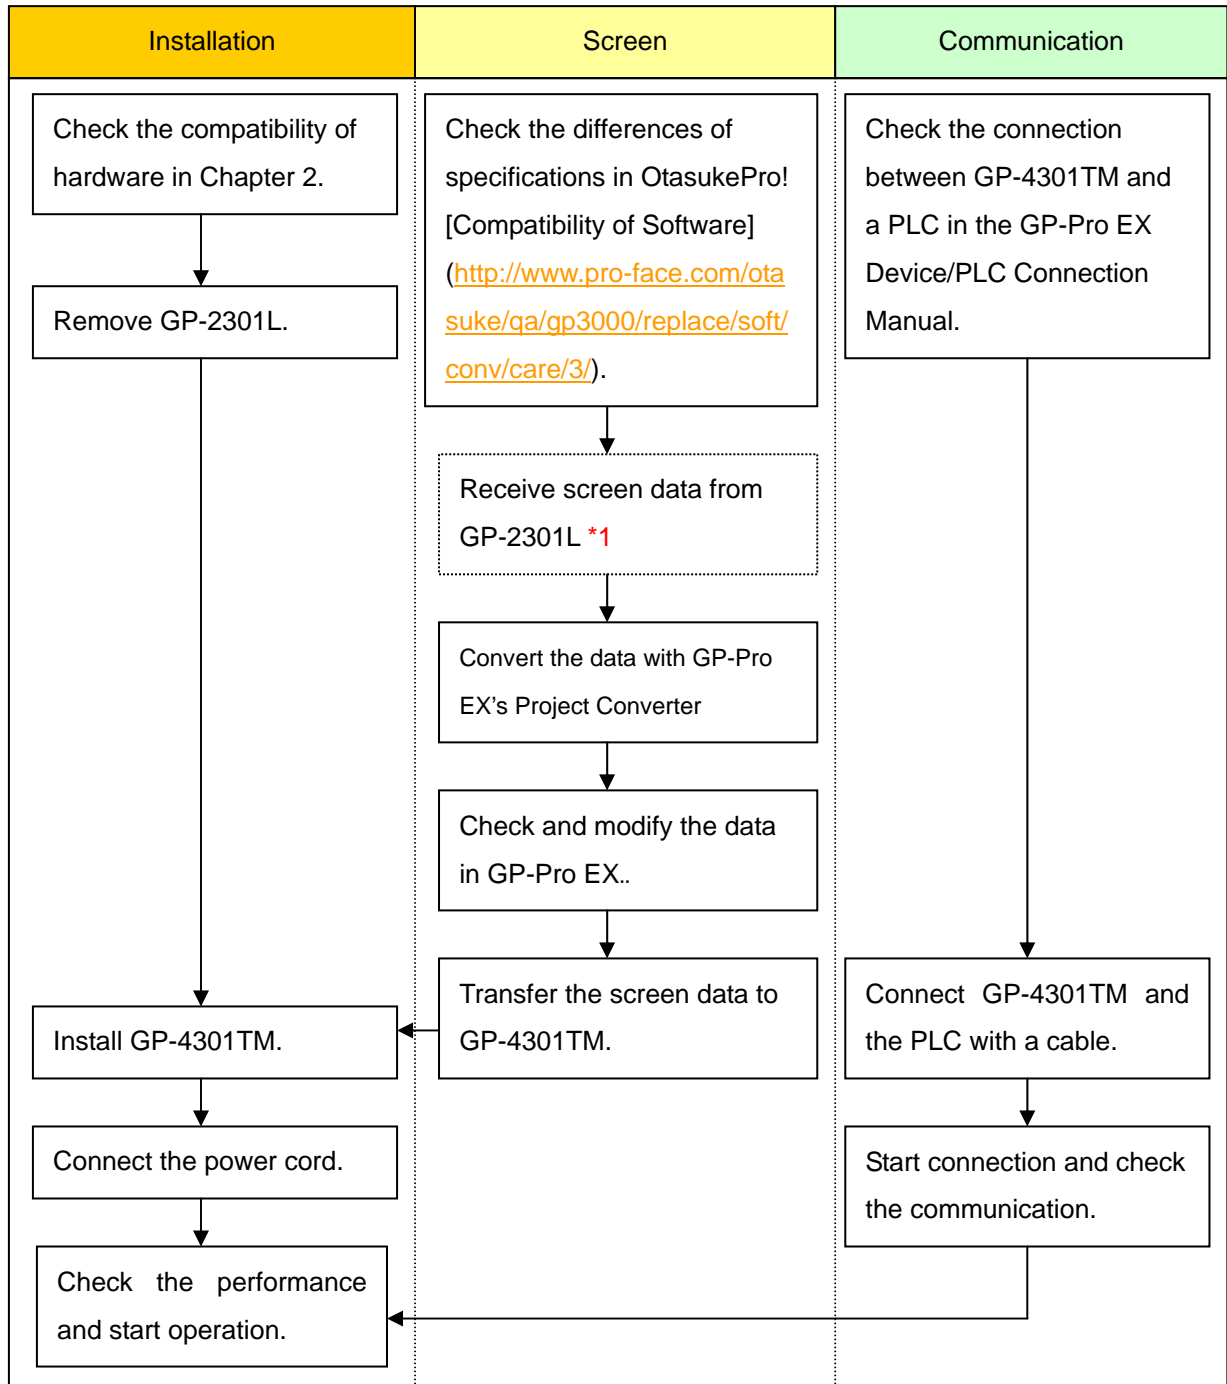 Installation
Screen
Communication
Check the compatibility of
hardware in Chapter 2.
Remove GP-2301L.
Install GP-4301TM.
Connect the power cord.
Check the performance
and start operation.
Check the differences of
specifications in OtasukePro!
[Compatibility of Software]
(http://www.pro-face.com/ota
suke/qa/gp3000/replace/soft/
conv/care/3/).
Receive screen data from
GP-2301L *1
Convert the data with GP-Pro
EX’s Project Converter
Check and modify the data
in GP-Pro EX..
Transfer the screen data to
GP-4301TM.
Check the connection
between GP-4301TM and
a PLC in the GP-Pro EX
Device/PLC Connection
Manual.
Connect GP-4301TM and
the PLC with a cable.
Start connection and check
the communication.